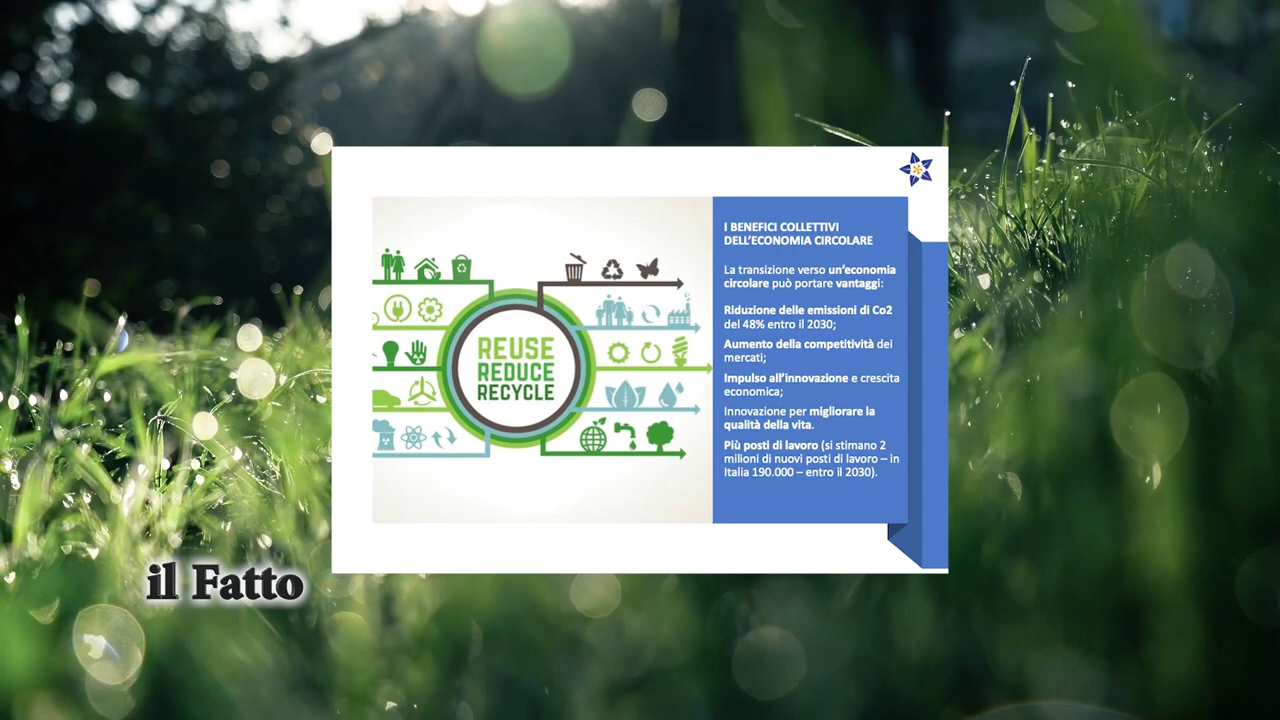 REUSE
REDUCE
RECYCLE
I BENEFICI COLLETTIVI
DELL'ECONOMIA CIRCOLARE
La transizione verso un'economia
circolare può portare vantaggi:
Riduzione delle emissioni di Co2
del 48% entro il 2030;
Aumento della competitività dei
mercati;
Impulso all'innovazione e crescita
economica;
Innovazione per migliorare la
qualità della vita.
Più posti di lavoro (si stimano 2
milioni di nuovi posti di lavoro – in
Italia 190.000 – entro il 2030).
il Fatto